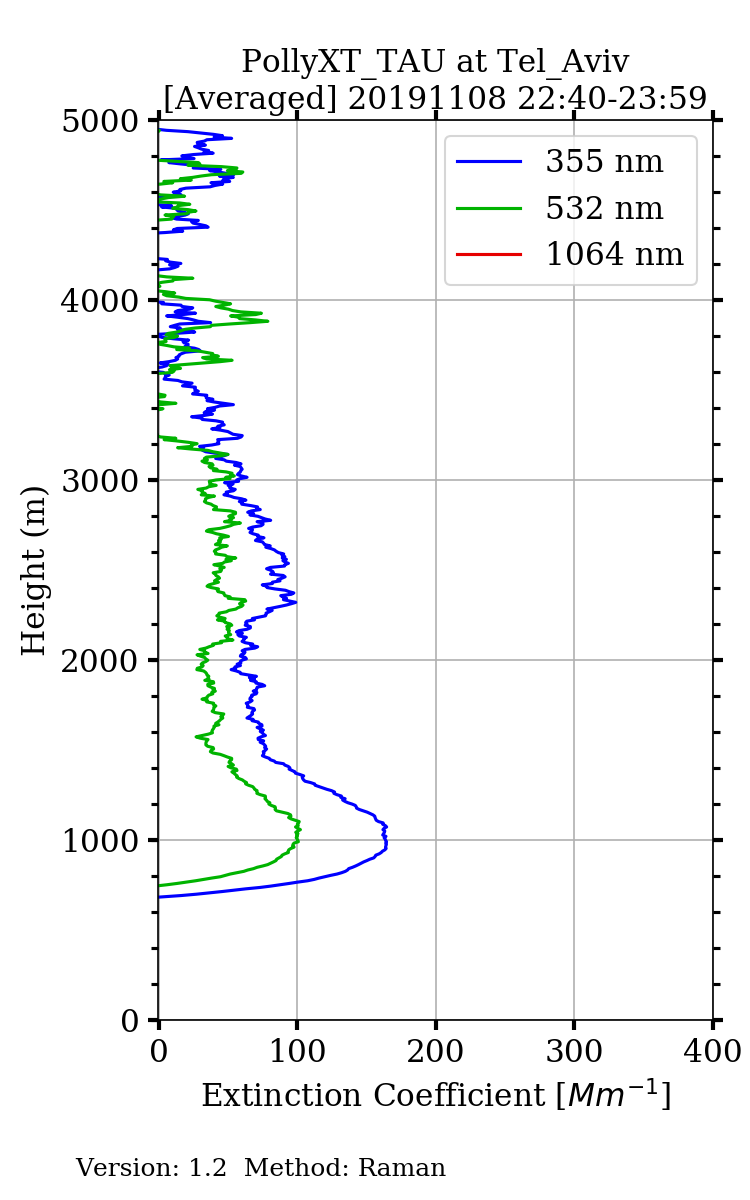 PollyXT_TAU at Tel_Aviv
[Averaged] 20191108 22:40-23:59
5000
355 nm
532 nm
1064 nm
4000
3000
Height (m)
2000
1000
0
0 100 200 300 400
Extinction Coefficient [Mm⁻¹]
Version: 1.2 Method: Raman